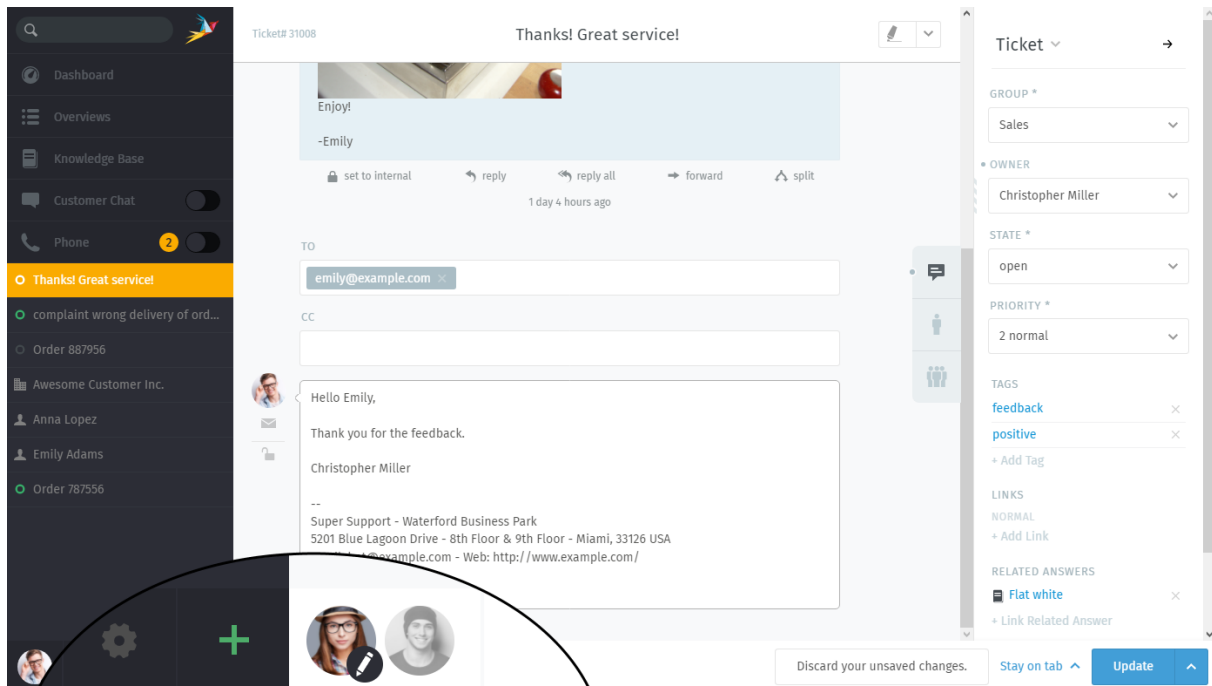 Dashboard
Overviews
Knowledge Base
Customer Chat
Phone
2
Thanks! Great service!
complaint wrong delivery of ord...
Order 887956
Awesome Customer Inc.
Anna Lopez
Emily Adams
Order 787556
Ticket# 31008
Thanks! Great service!
Enjoy!
-Emily
set to internal
reply
reply all
forward
split
1 day 4 hours ago
TO
emily@example.com
CC
Hello Emily,
Thank you for the feedback.
Christopher Miller
--
Super Support - Waterford Business Park
5201 Blue Lagoon Drive - 8th Floor & 9th Floor - Miami, 33126 USA
example.com - Web: http://www.example.com/
Discard your unsaved changes.
Stay on tab
Update
Ticket
GROUP *
Sales
OWNER
Christopher Miller
STATE *
open
PRIORITY *
2 normal
TAGS
feedback
positive
+ Add Tag
LINKS
NORMAL
+ Add Link
RELATED ANSWERS
Flat white
+ Link Related Answer